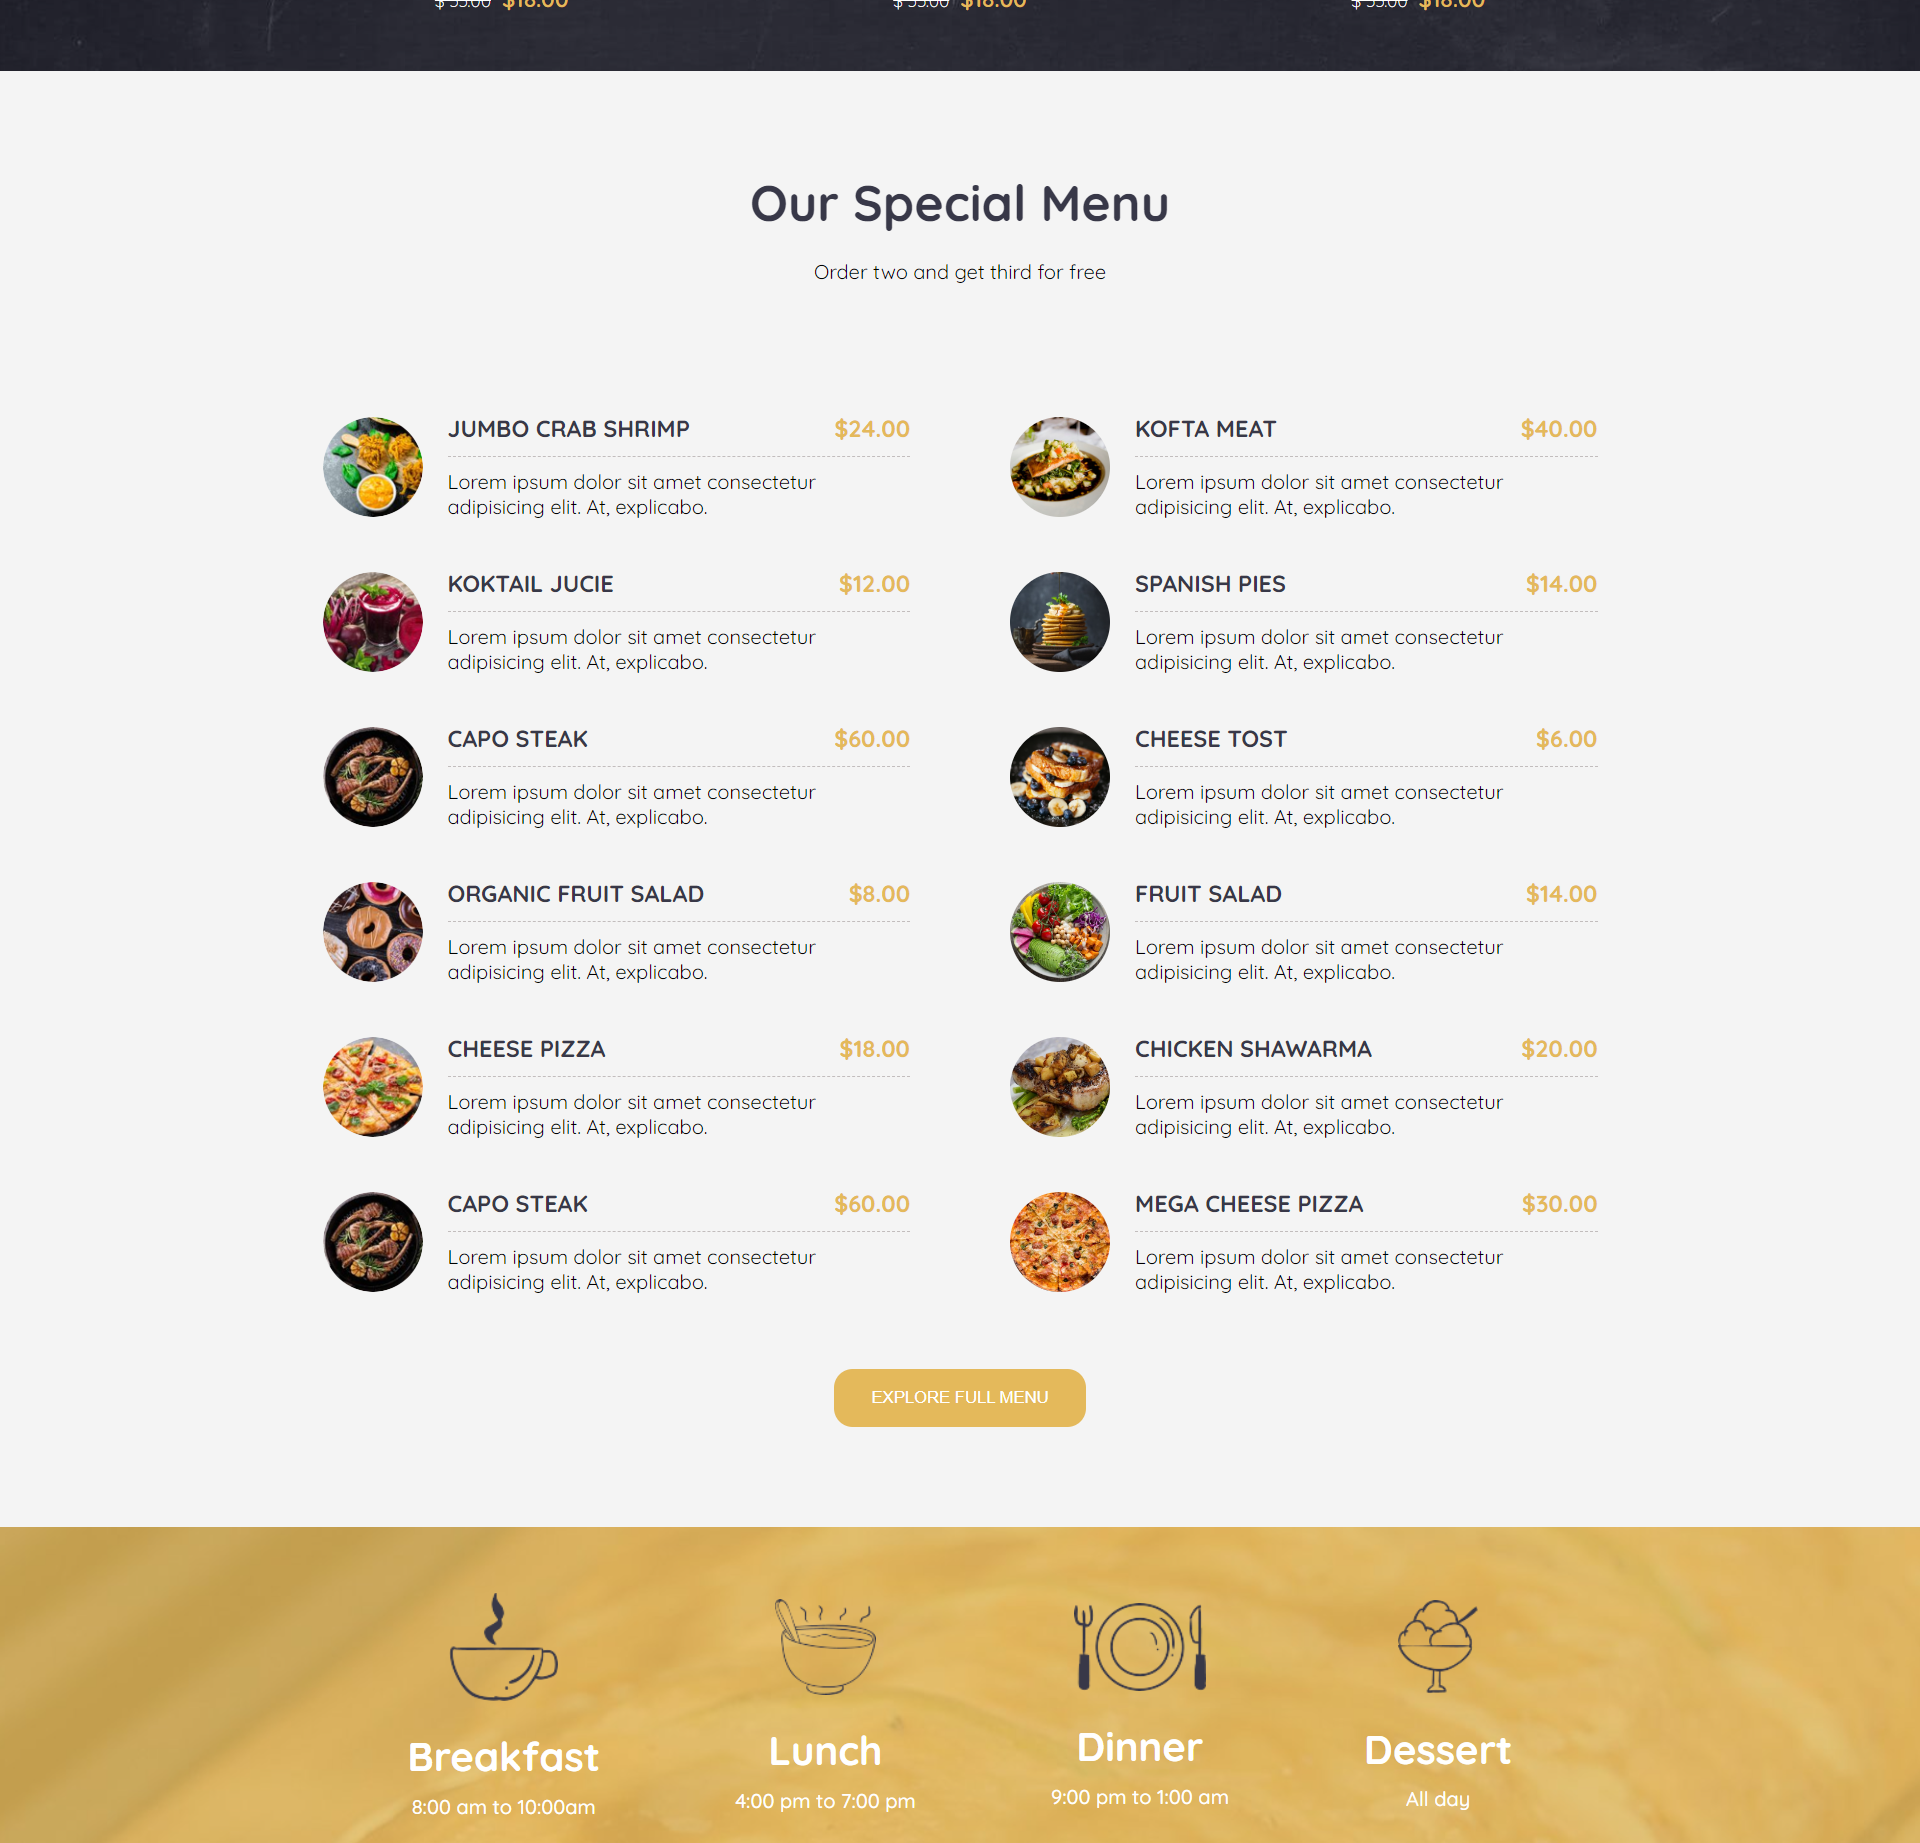 $ 55.00 $18.00 $ 55.00 $18.00 $ 55.00 $18.00
Our Special Menu
Order two and get third for free
JUMBO CRAB SHRIMP $24.00
Lorem ipsum dolor sit amet consectetur
adipisicing elit. At, explicabo.
KOFTA MEAT $40.00
Lorem ipsum dolor sit amet consectetur
adipisicing elit. At, explicabo.
KOKTAIL JUCIE $12.00
Lorem ipsum dolor sit amet consectetur
adipisicing elit. At, explicabo.
SPANISH PIES $14.00
Lorem ipsum dolor sit amet consectetur
adipisicing elit. At, explicabo.
CAPO STEAK $60.00
Lorem ipsum dolor sit amet consectetur
adipisicing elit. At, explicabo.
CHEESE TOST $6.00
Lorem ipsum dolor sit amet consectetur
adipisicing elit. At, explicabo.
ORGANIC FRUIT SALAD $8.00
Lorem ipsum dolor sit amet consectetur
adipisicing elit. At, explicabo.
FRUIT SALAD $14.00
Lorem ipsum dolor sit amet consectetur
adipisicing elit. At, explicabo.
CHEESE PIZZA $18.00
Lorem ipsum dolor sit amet consectetur
adipisicing elit. At, explicabo.
CHICKEN SHAWARMA $20.00
Lorem ipsum dolor sit amet consectetur
adipisicing elit. At, explicabo.
CAPO STEAK $60.00
Lorem ipsum dolor sit amet consectetur
adipisicing elit. At, explicabo.
MEGA CHEESE PIZZA $30.00
Lorem ipsum dolor sit amet consectetur
adipisicing elit. At, explicabo.
EXPLORE FULL MENU
Breakfast
8:00 am to 10:00am
Lunch
4:00 pm to 7:00 pm
Dinner
9:00 pm to 1:00 am
Dessert
All day